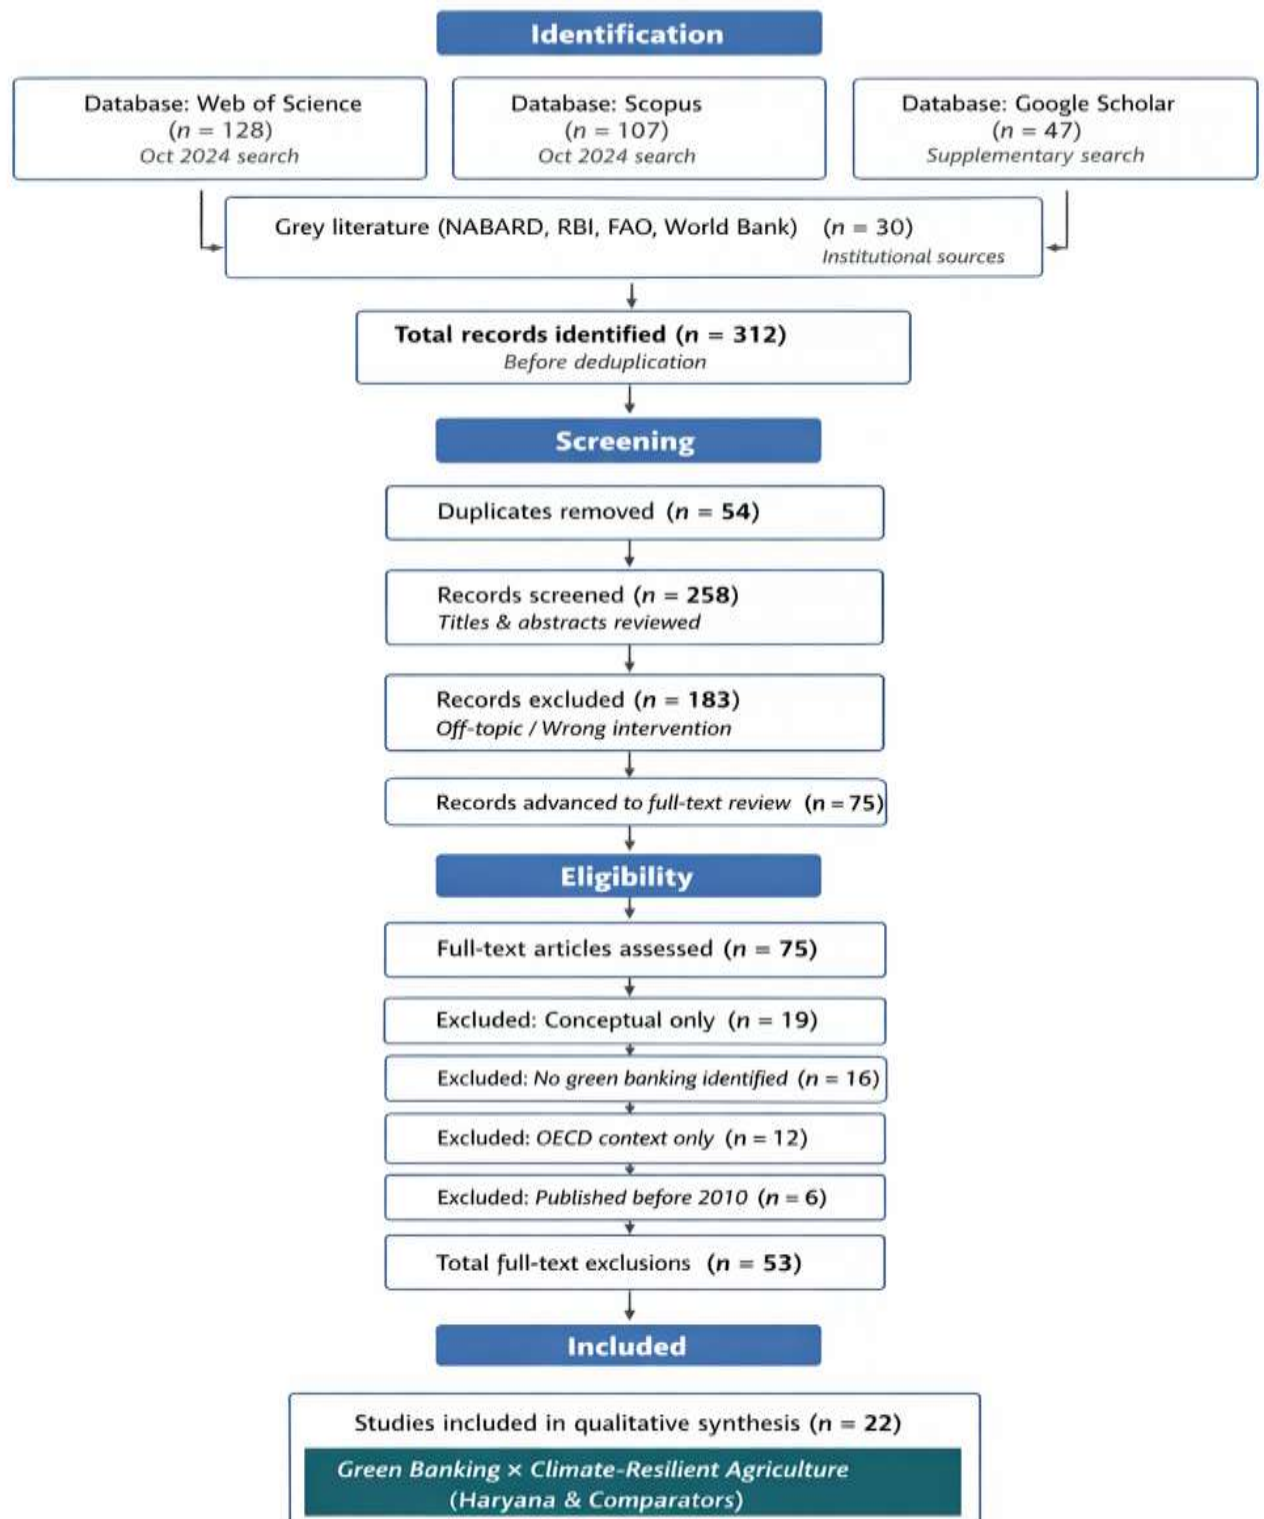 Identification
Database: Web of Science
(n = 128)
Oct 2024 search
Database: Scopus
(n = 107)
Oct 2024 search
Database: Google Scholar
(n = 47)
Supplementary search
Grey literature (NABARD, RBI, FAO, World Bank) (n = 30)
Institutional sources
Total records identified (n = 312)
Before deduplication
Screening
Duplicates removed (n = 54)
Records screened (n = 258)
Titles & abstracts reviewed
Records excluded (n = 183)
Off-topic / Wrong intervention
Records advanced to full-text review (n = 75)
Eligibility
Full-text articles assessed (n = 75)
Excluded: Conceptual only (n = 19)
Excluded: No green banking identified (n = 16)
Excluded: OECD context only (n = 12)
Excluded: Published before 2010 (n = 6)
Total full-text exclusions (n = 53)
Included
Studies included in qualitative synthesis (n = 22)
Green Banking × Climate-Resilient Agriculture
(Haryana & Comparators)